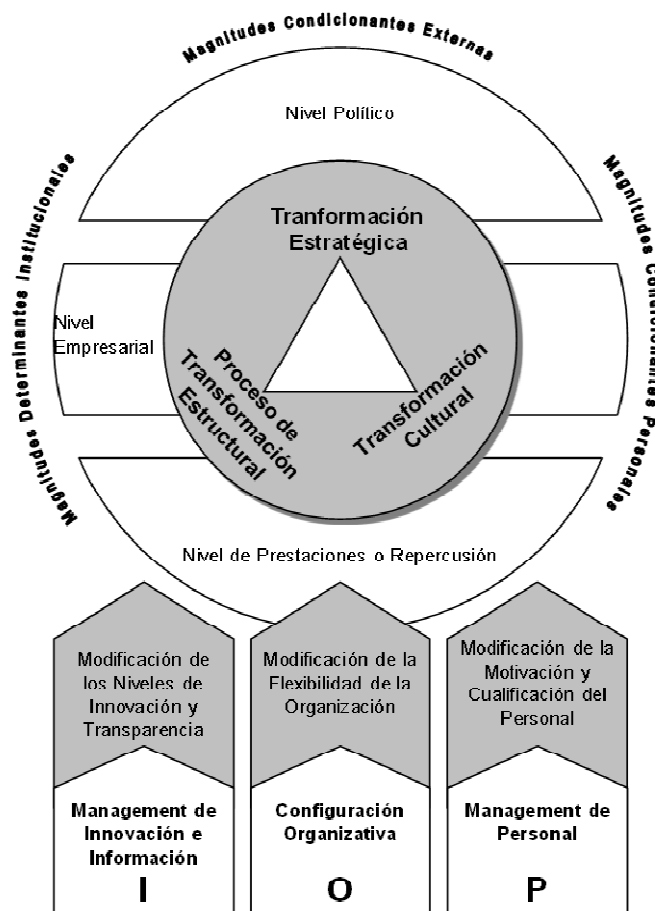 Magnitudes Condicionantes Externas
Nivel Político
Magnitudes Determinantes Institucionales
Magnitudes Condicionantes Personales
Tranformación
Estratégica
Nivel
Empresarial
Proceso de
Transformación
Estructural
Transformación
Cultural
Nivel de Prestaciones o Repercusión
Modificación de
los Niveles de
Innovación y
Transparencia
Modificación de la
Flexibilidad de la
Organización
Modificación de la
Motivación y
Cualificación del
Personal
Management de
Innovación e
Información
I
Configuración
Organizativa
O
Management de
Personal
P